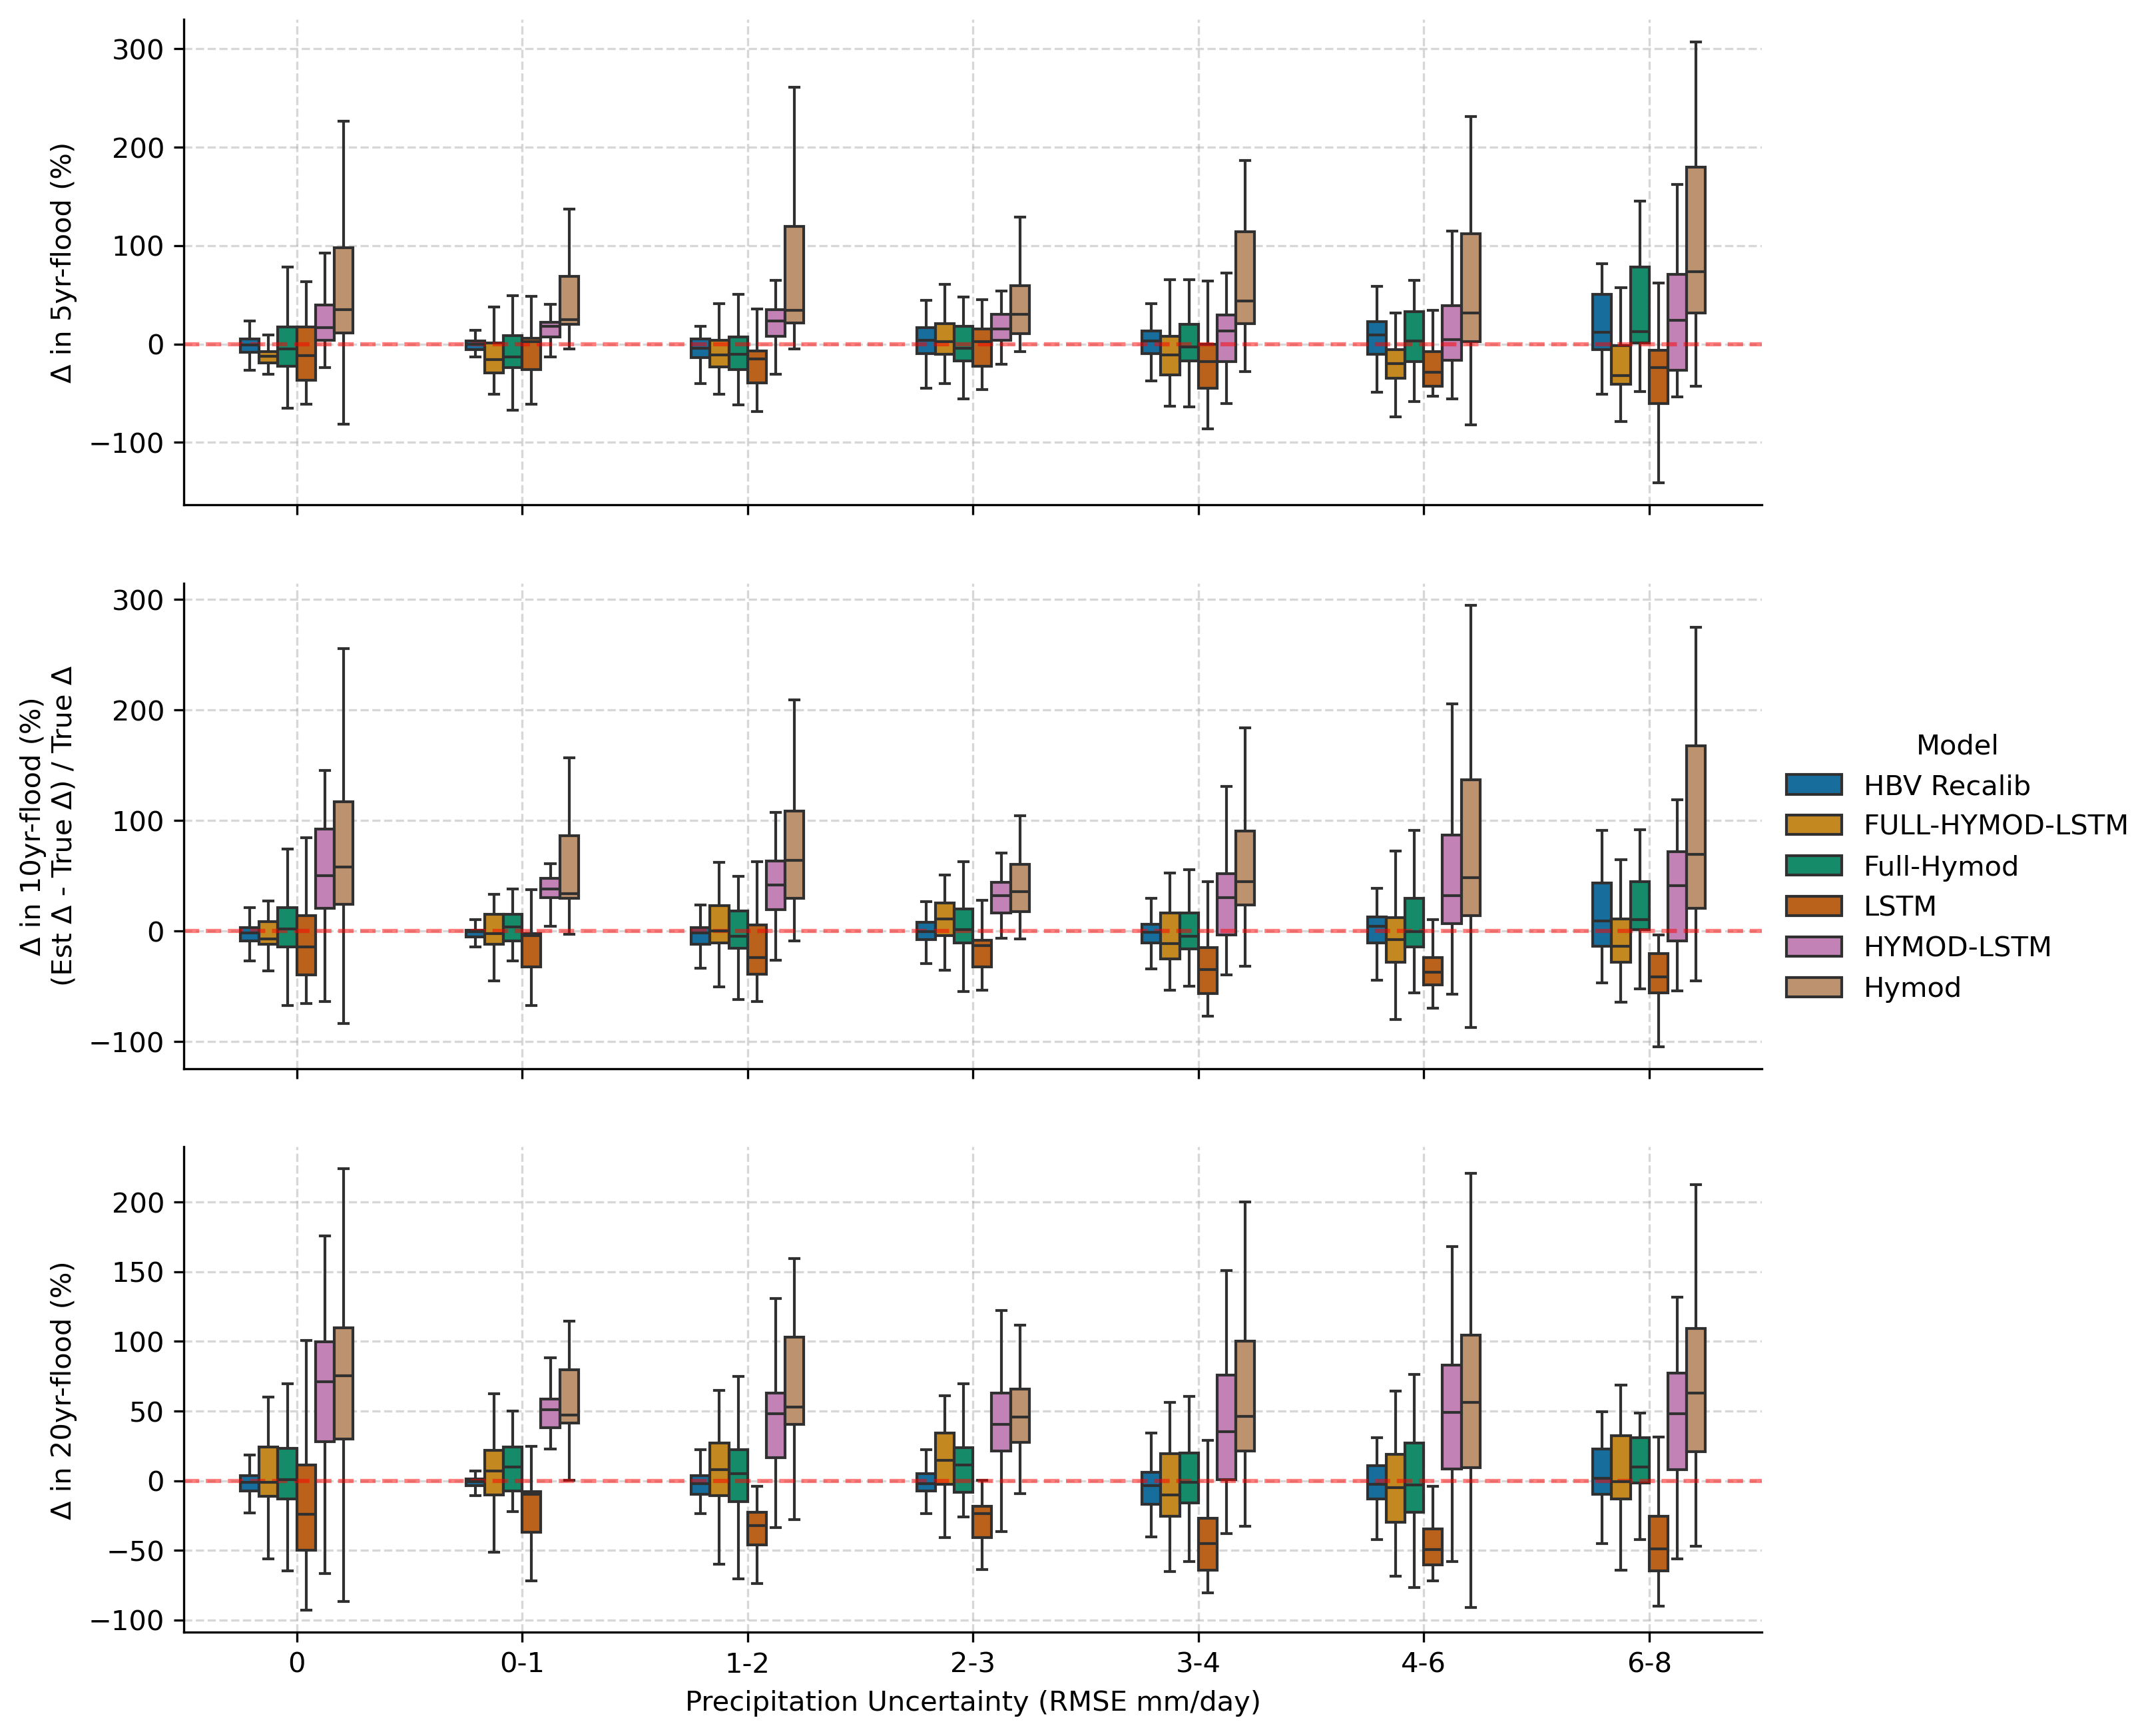 Δ in 5yr-flood (%)
300
200
100
0
−100
Δ in 10yr-flood (%)
(Est Δ - True Δ) / True Δ
300
200
100
0
−100
Model
HBV Recalib
FULL-HYMOD-LSTM
Full-Hymod
LSTM
HYMOD-LSTM
Hymod
Δ in 20yr-flood (%)
200
150
100
50
0
−50
−100
0 0-1 1-2 2-3 3-4 4-6 6-8
Precipitation Uncertainty (RMSE mm/day)